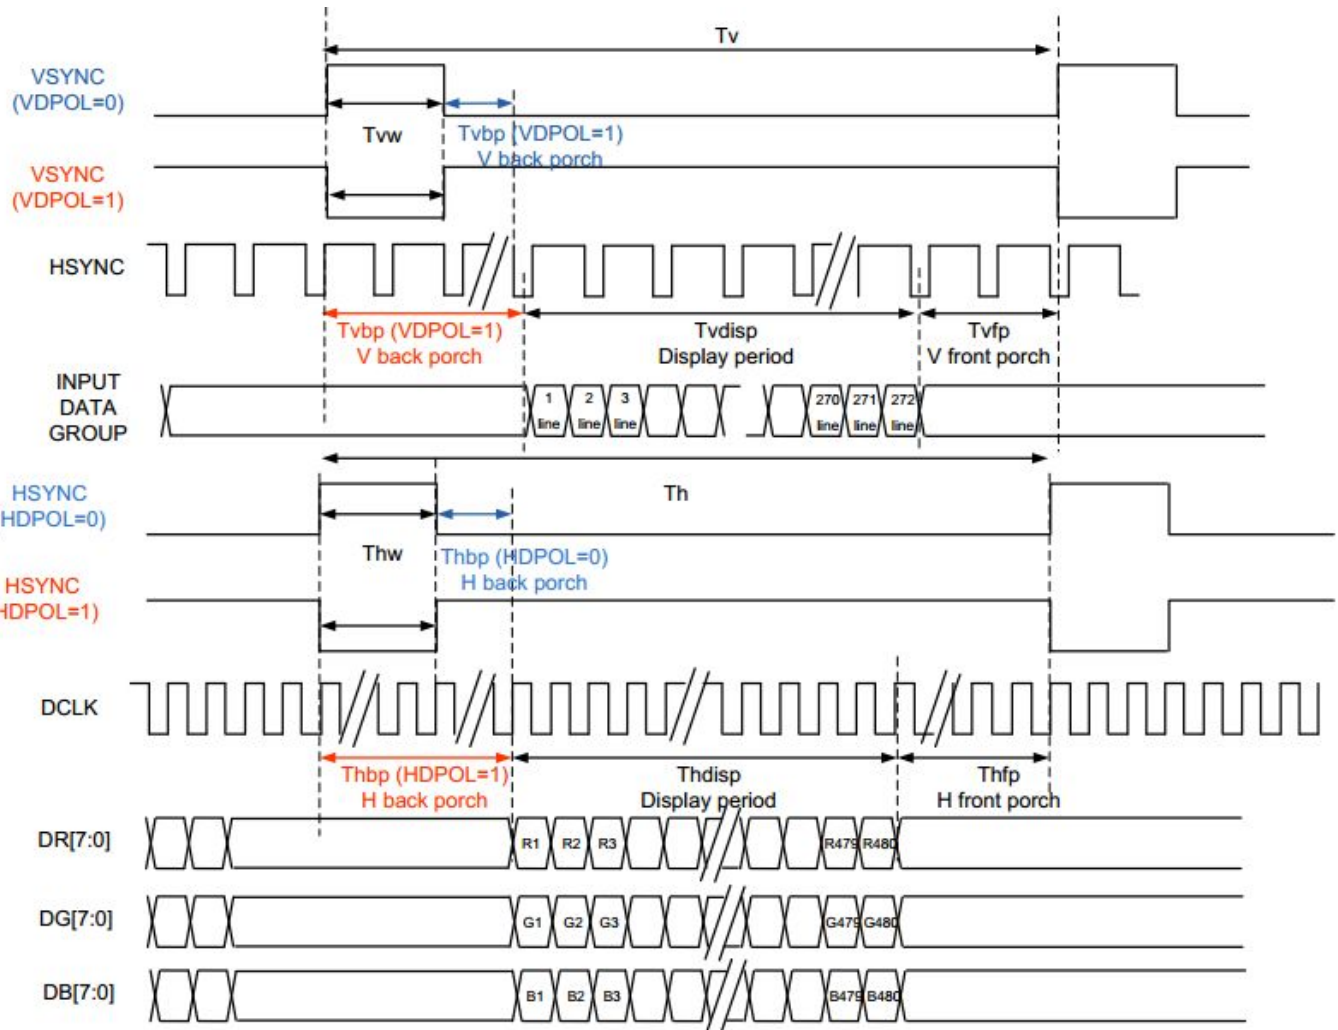 Tv
VSYNC
(VDPOL=0)
Tvw
Tvbp (VDPOL=1)
V back porch
VSYNC
(VDPOL=1)
HSYNC
Tvbp (VDPOL=1)
V back porch
Tvdisp
Display period
Tvfp
V front porch
INPUT
DATA
GROUP
1
line
2
line
3
line
270
line
271
line
272
line
HSYNC
HDPOL=0)
Th
Thw
Thbp (HDPOL=0)
H back porch
HSYNC
HDPOL=1)
DCLK
Thbp (HDPOL=1)
H back porch
Thdisp
Display period
Thfp
H front porch
DR[7:0]
R1 R2 R3 R479 R480
DG[7:0]
G1 G2 G3 G479 G480
DB[7:0]
B1 B2 B3 B479 B480